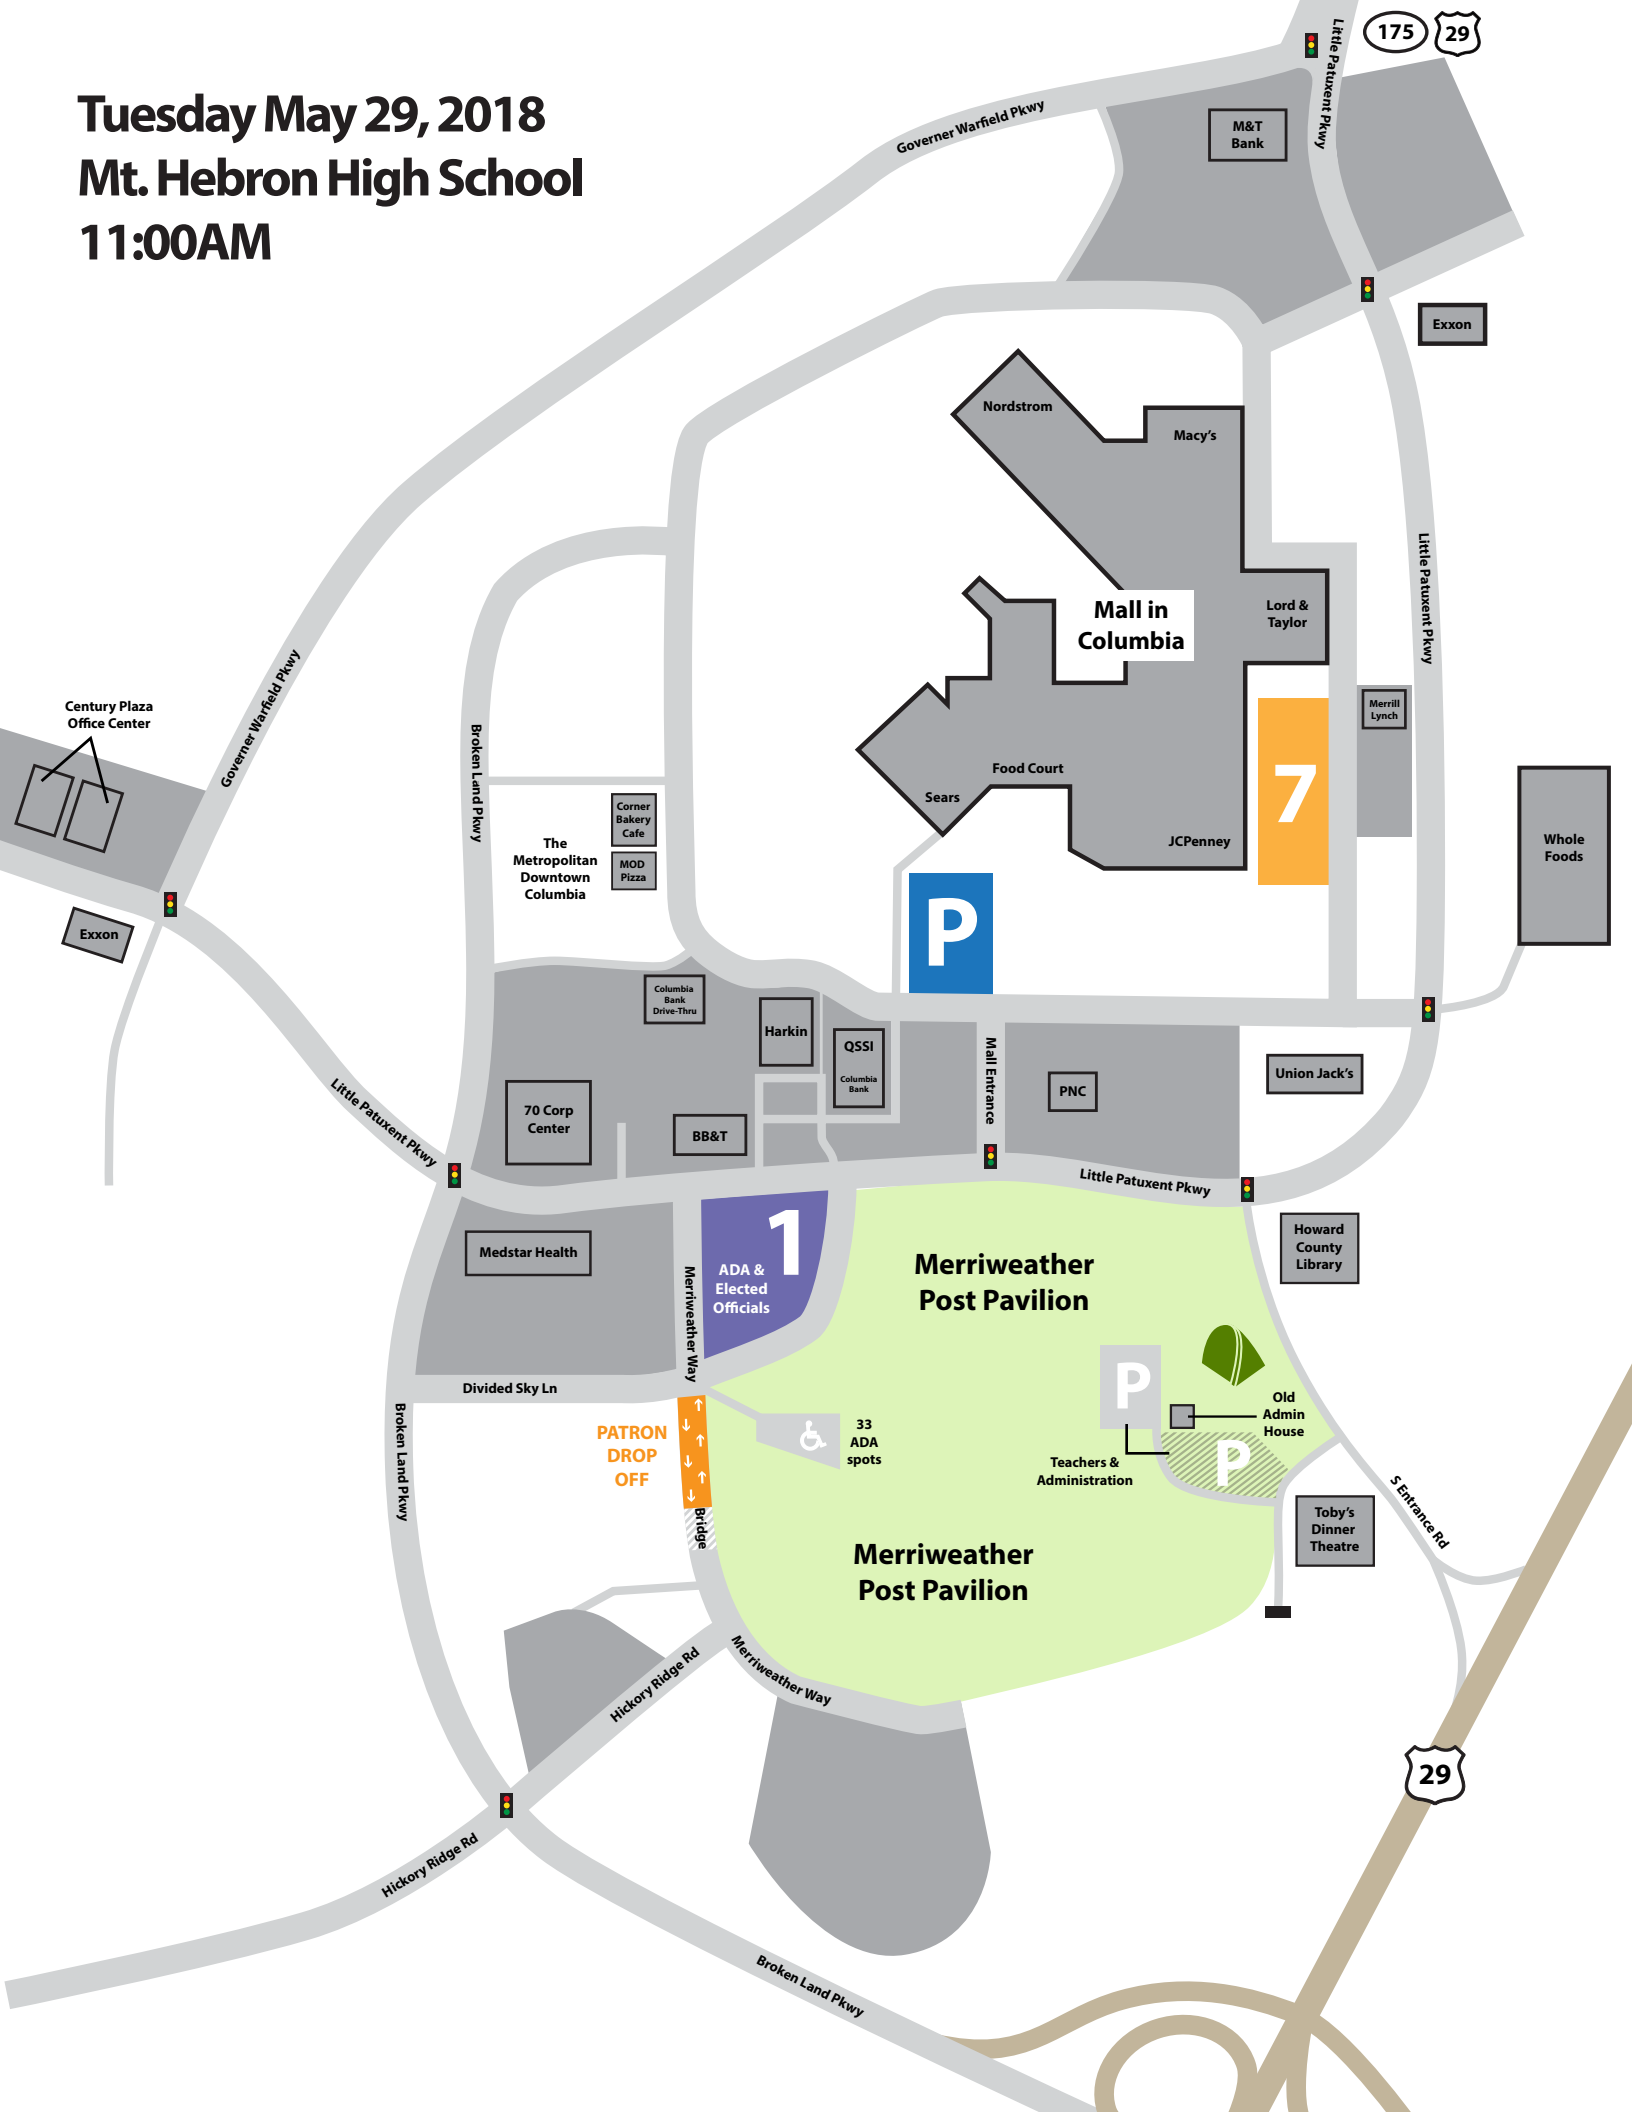 Tuesday May 29, 2018
Mt. Hebron High School
11:00AM
175
29
Little Patuxent Pkwy
Governer Warfield Pkwy
M&T
Bank
Exxon
Nordstrom
Macy's
Mall in
Columbia
Lord &
Taylor
Little Patuxent Pkwy
Governer Warfield Pkwy
Century Plaza
Office Center
Broken Land Pkwy
Merrill
Lynch
7
Food Court
Sears
JCPenney
Corner
Bakery
Cafe
MOD
Pizza
The
Metropolitan
Downtown
Columbia
Whole
Foods
P
Exxon
Columbia
Bank
Drive-Thru
Harkin
QSSI
Columbia
Bank
Mall Entrance
PNC
Union Jack's
70 Corp
Center
BB&T
Little Patuxent Pkwy
Little Patuxent Pkwy
Medstar Health
1
ADA &
Elected
Officials
Merriweather Way
Merriweather
Post Pavilion
Howard
County
Library
Divided Sky Ln
P
Old
Admin
House
Broken Land Pkwy
PATRON
DROP
OFF
33
ADA
spots
P
Teachers &
Administration
S Entrance Rd
Bridge
Toby's
Dinner
Theatre
Merriweather
Post Pavilion
Hickory Ridge Rd
Merriweather Way
29
Hickory Ridge Rd
Broken Land Pkwy